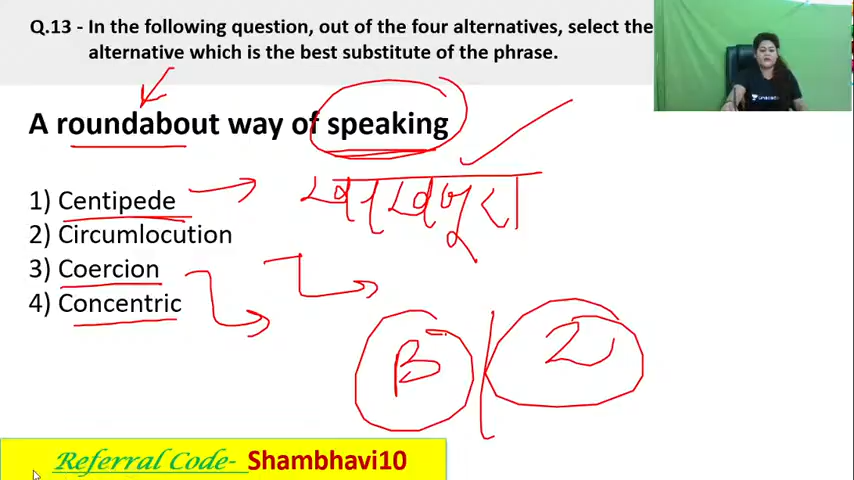 Q.13 - In the following question, out of the four alternatives, select the
alternative which is the best substitute of the phrase.
A roundabout way of speaking
1) Centipede
खानखजूरा
2) Circumlocution
3) Coercion
4) Concentric
B | 2
Referral Code- Shambhavi10